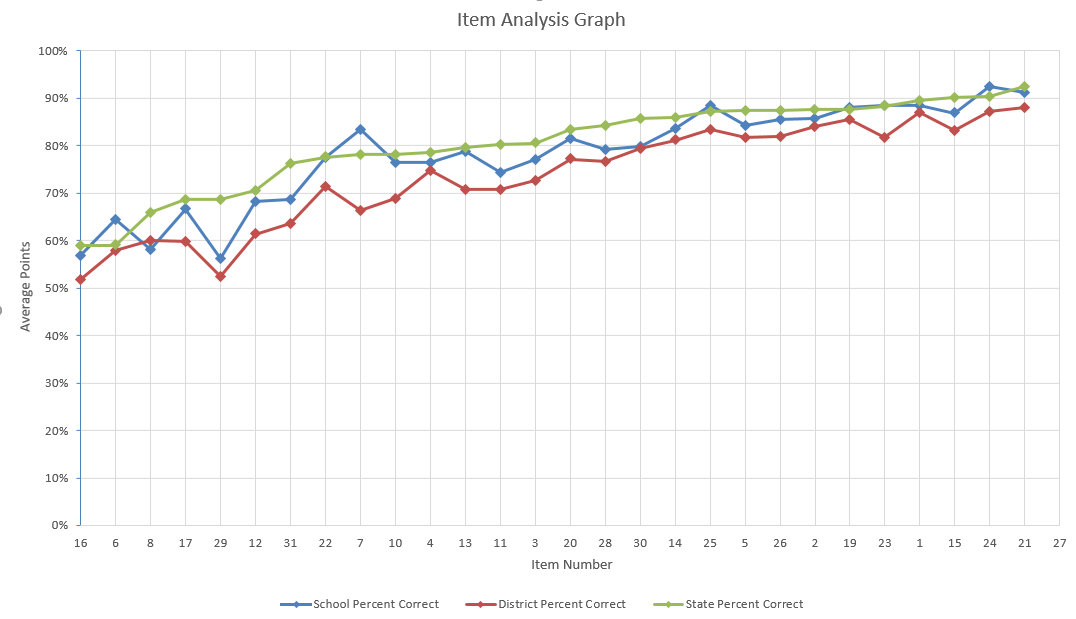 Item Analysis Graph
100%
90%
80%
70%
60%
50%
40%
30%
20%
10%
0%
Average Points
16 6 8 17 29 12 31 22 7 10 4 13 11 3 20 28 30 14 25 5 26 2 19 23 1 15 24 21 27
Item Number
School Percent Correct District Percent Correct State Percent Correct